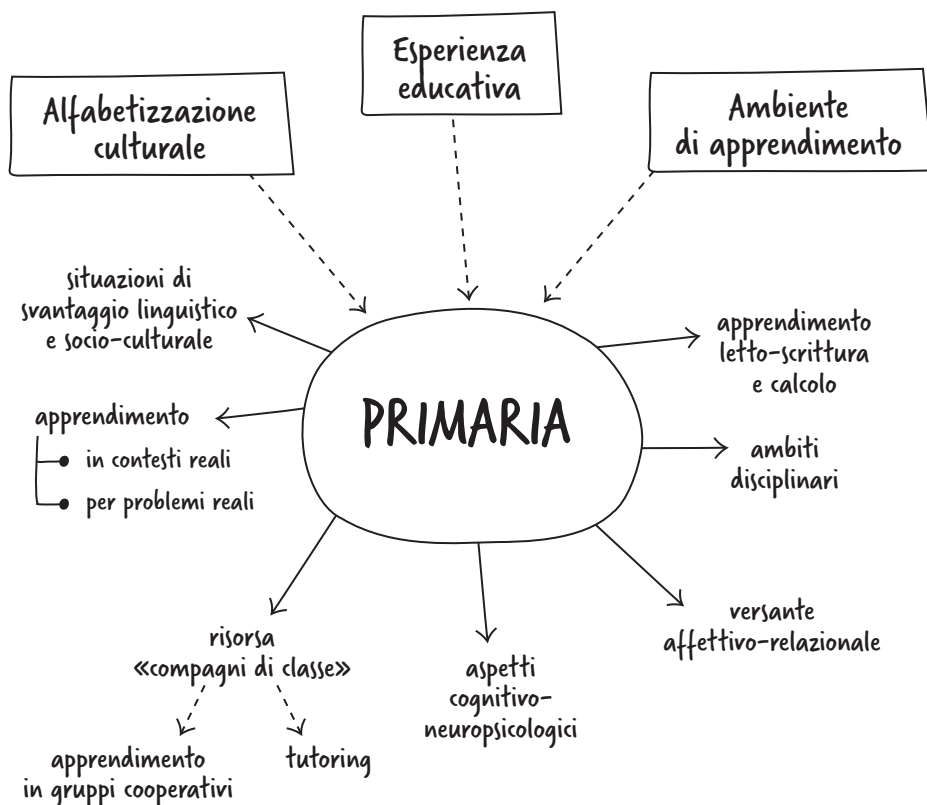 Esperienza
educativa
Alfabetizzazione
culturale
Ambiente
di apprendimento
situazioni di
svantaggio linguistico
e socio-culturale
apprendimento
letto-scrittura
e calcolo
PRIMARIA
apprendimento
in contesti reali
per problemi reali
ambiti
disciplinari
versante
affettivo-relazionale
risorsa
«compagni di classe»
aspetti
cognitivo-
neuropsicologici
apprendimento
in gruppi cooperativi
tutoring